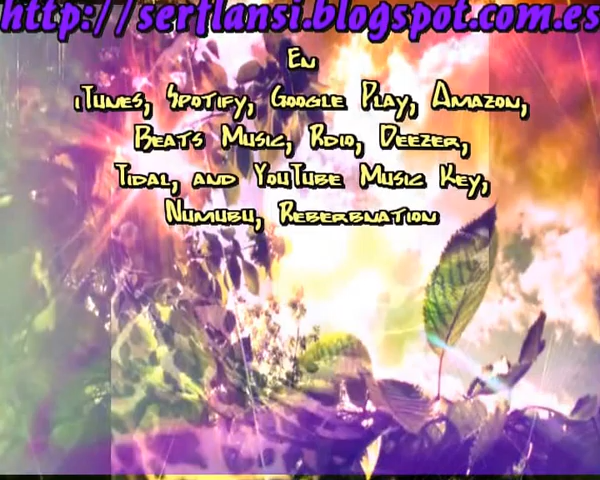 http://serflansi.blogspot.com.es
En
iTunes, Spotify, Google Play, Amazon,
Beats Music, Rdio, Deezer,
Tidal, and YouTube Music Key,
Numubu, Reberbnation